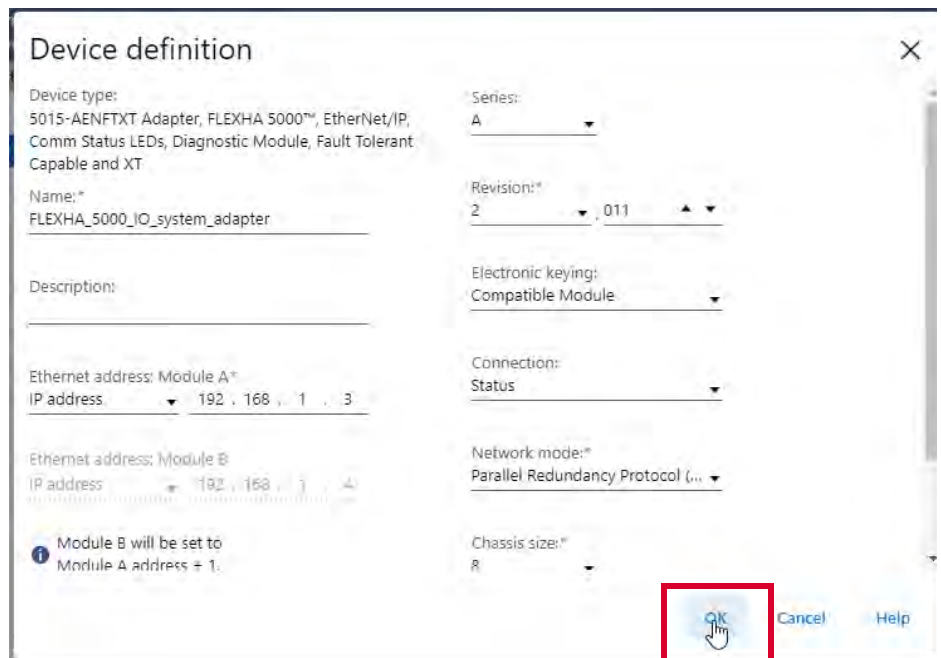 Device definition
Device type:
5015-AENFTXT Adapter, FLEXHA 5000™, EtherNet/IP,
Comm Status LEDs, Diagnostic Module, Fault Tolerant
Capable and XT
Name:*
FLEXHA_5000_IO_system_adapter
Description:
Ethernet address: Module A*
IP address 192 . 168 . 1 . 3
Ethernet address: Module B
IP address 192 . 168 . 1 . 4
Module B will be set to
Module A address + 1.
Series:
A
Revision:*
2 . 011
Electronic keying:
Compatible Module
Connection:
Status
Network mode:*
Parallel Redundancy Protocol (...
Chassis size:*
8
OK Cancel Help